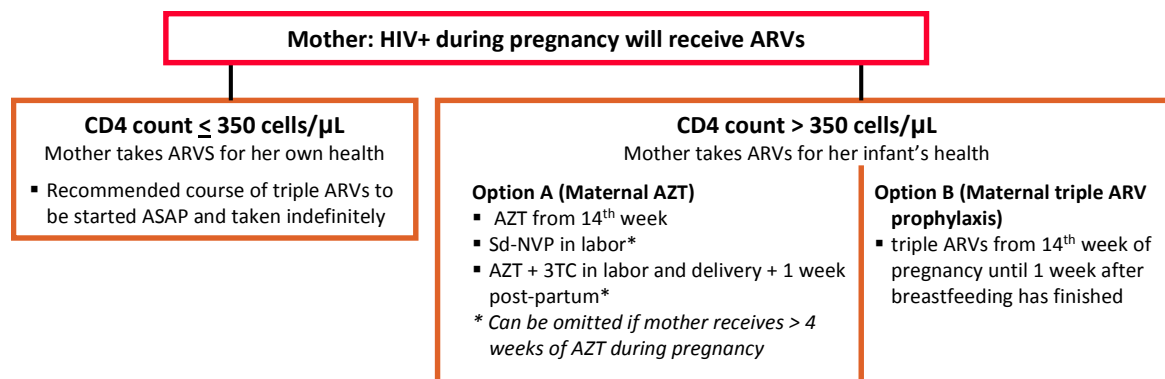 Mother: HIV+ during pregnancy will receive ARVs
CD4 count ≤ 350 cells/µL
Mother takes ARVS for her own health
▪ Recommended course of triple ARVs to
be started ASAP and taken indefinitely
CD4 count > 350 cells/µL
Mother takes ARVs for her infant's health
Option A (Maternal AZT)
▪ AZT from 14th week
▪ Sd-NVP in labor*
▪ AZT + 3TC in labor and delivery + 1 week
post-partum*
* Can be omitted if mother receives > 4
weeks of AZT during pregnancy
Option B (Maternal triple ARV
prophylaxis)
▪ triple ARVs from 14th week of
pregnancy until 1 week after
breastfeeding has finished